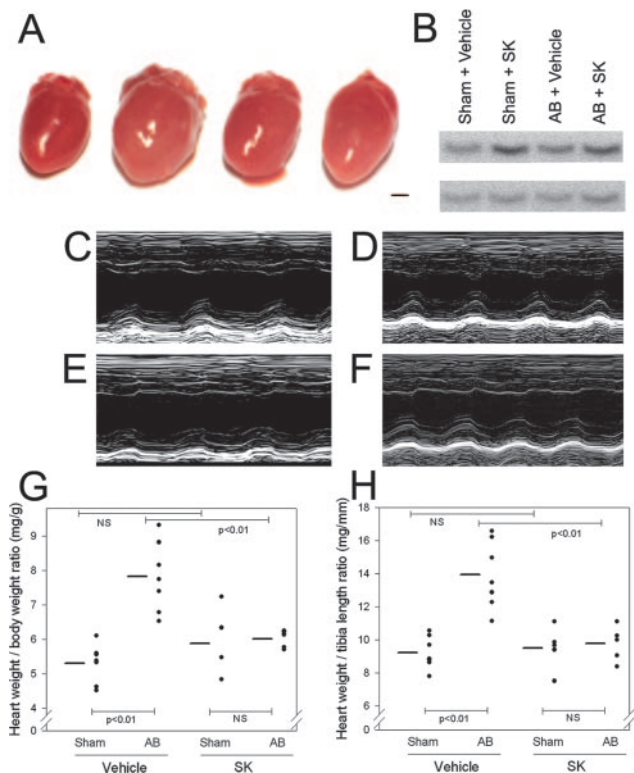 A
B
Sham + Vehicle
Sham + SK
AB + Vehicle
AB + SK
C
D
E
F
G
Heart weight / body weight ratio (mg/g)
9
8
7
6
5
4
0
NS
p<0.01
p<0.01
NS
Sham
AB
Sham
AB
Vehicle
SK
H
Heart weight / tibia length ratio (mg/mm)
18
16
14
12
10
8
6
0
NS
p<0.01
p<0.01
NS
Sham
AB
Sham
AB
Vehicle
SK